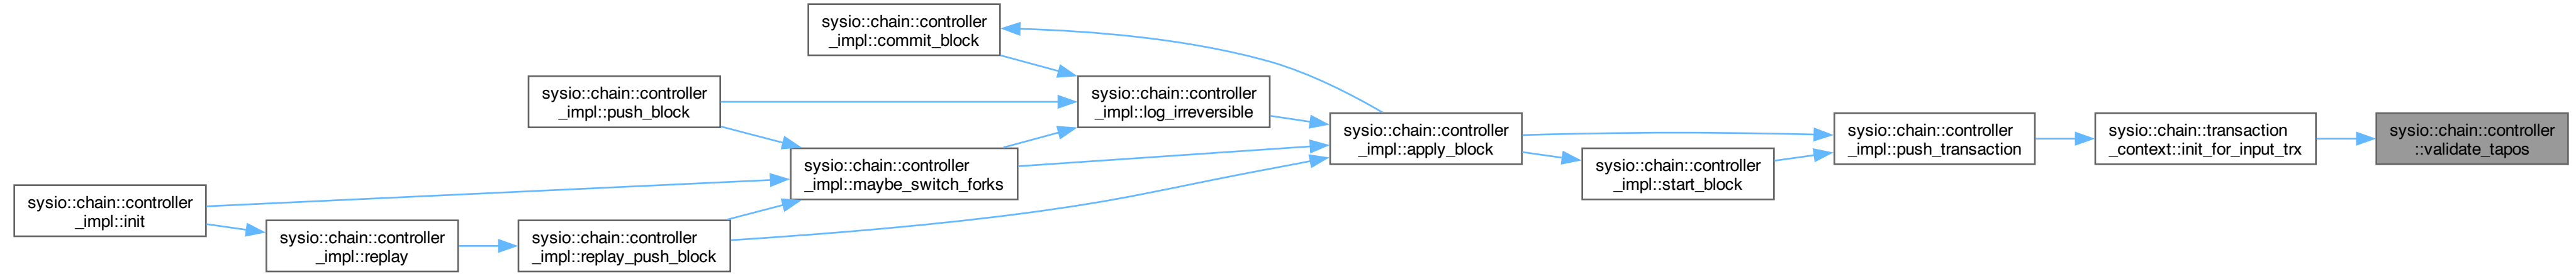 sysio::chain::controller
_impl::init
sysio::chain::controller
_impl::replay
sysio::chain::controller
_impl::push_block
sysio::chain::controller
_impl::replay_push_block
sysio::chain::controller
_impl::commit_block
sysio::chain::controller
_impl::maybe_switch_forks
sysio::chain::controller
_impl::log_irreversible
sysio::chain::controller
_impl::apply_block
sysio::chain::controller
_impl::start_block
sysio::chain::controller
_impl::push_transaction
sysio::chain::transaction
_context::init_for_input_trx
sysio::chain::controller
::validate_tapos